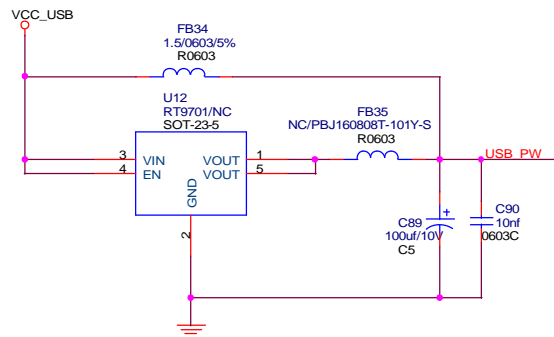 VCC_USB
FB34
1.5/0603/5%
R0603
U12
RT9701/NC
SOT-23-5
FB35
NC/PBJ160808T-101Y-S
R0603
3 VIN VOUT 1
4 EN VOUT 5
GND
2
USB_PW
C89
100uf/10V
C5
C90
10nf
0603C